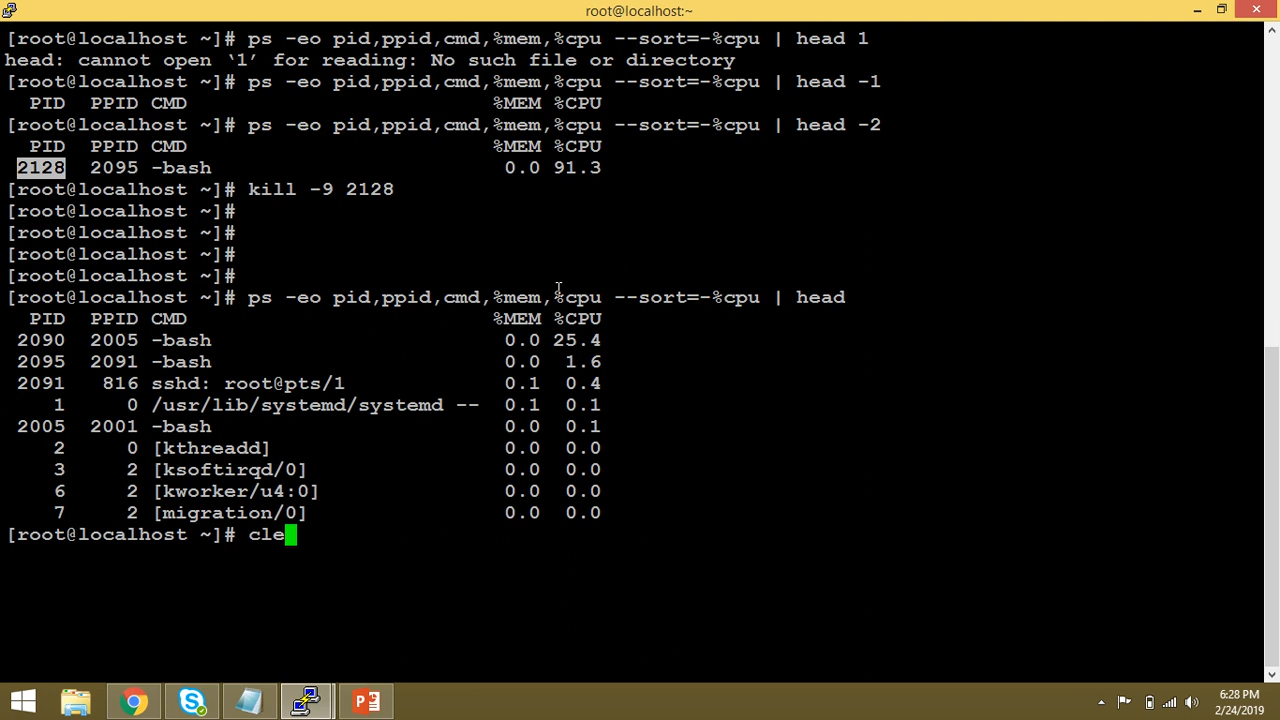 root@localhost:~
[root@localhost ~]# ps -eo pid,ppid,cmd,%mem,%cpu --sort=-%cpu | head 1
head: cannot open ‘1’ for reading: No such file or directory
[root@localhost ~]# ps -eo pid,ppid,cmd,%mem,%cpu --sort=-%cpu | head -1
PID PPID CMD %MEM %CPU
[root@localhost ~]# ps -eo pid,ppid,cmd,%mem,%cpu --sort=-%cpu | head -2
PID PPID CMD %MEM %CPU
2128 2095 -bash 0.0 91.3
[root@localhost ~]# kill -9 2128
[root@localhost ~]#
[root@localhost ~]#
[root@localhost ~]#
[root@localhost ~]#
[root@localhost ~]# ps -eo pid,ppid,cmd,%mem,%cpu --sort=-%cpu | head
PID PPID CMD %MEM %CPU
2090 2005 -bash 0.0 25.4
2095 2091 -bash 0.0 1.6
2091 816 sshd: root@pts/1 0.1 0.4
1 0 /usr/lib/systemd/systemd -- 0.1 0.1
2005 2001 -bash 0.0 0.1
2 0 [kthreadd] 0.0 0.0
3 2 [ksoftirqd/0] 0.0 0.0
6 2 [kworker/u4:0] 0.0 0.0
7 2 [migration/0] 0.0 0.0
[root@localhost ~]# cle
6:28 PM
2/24/2019